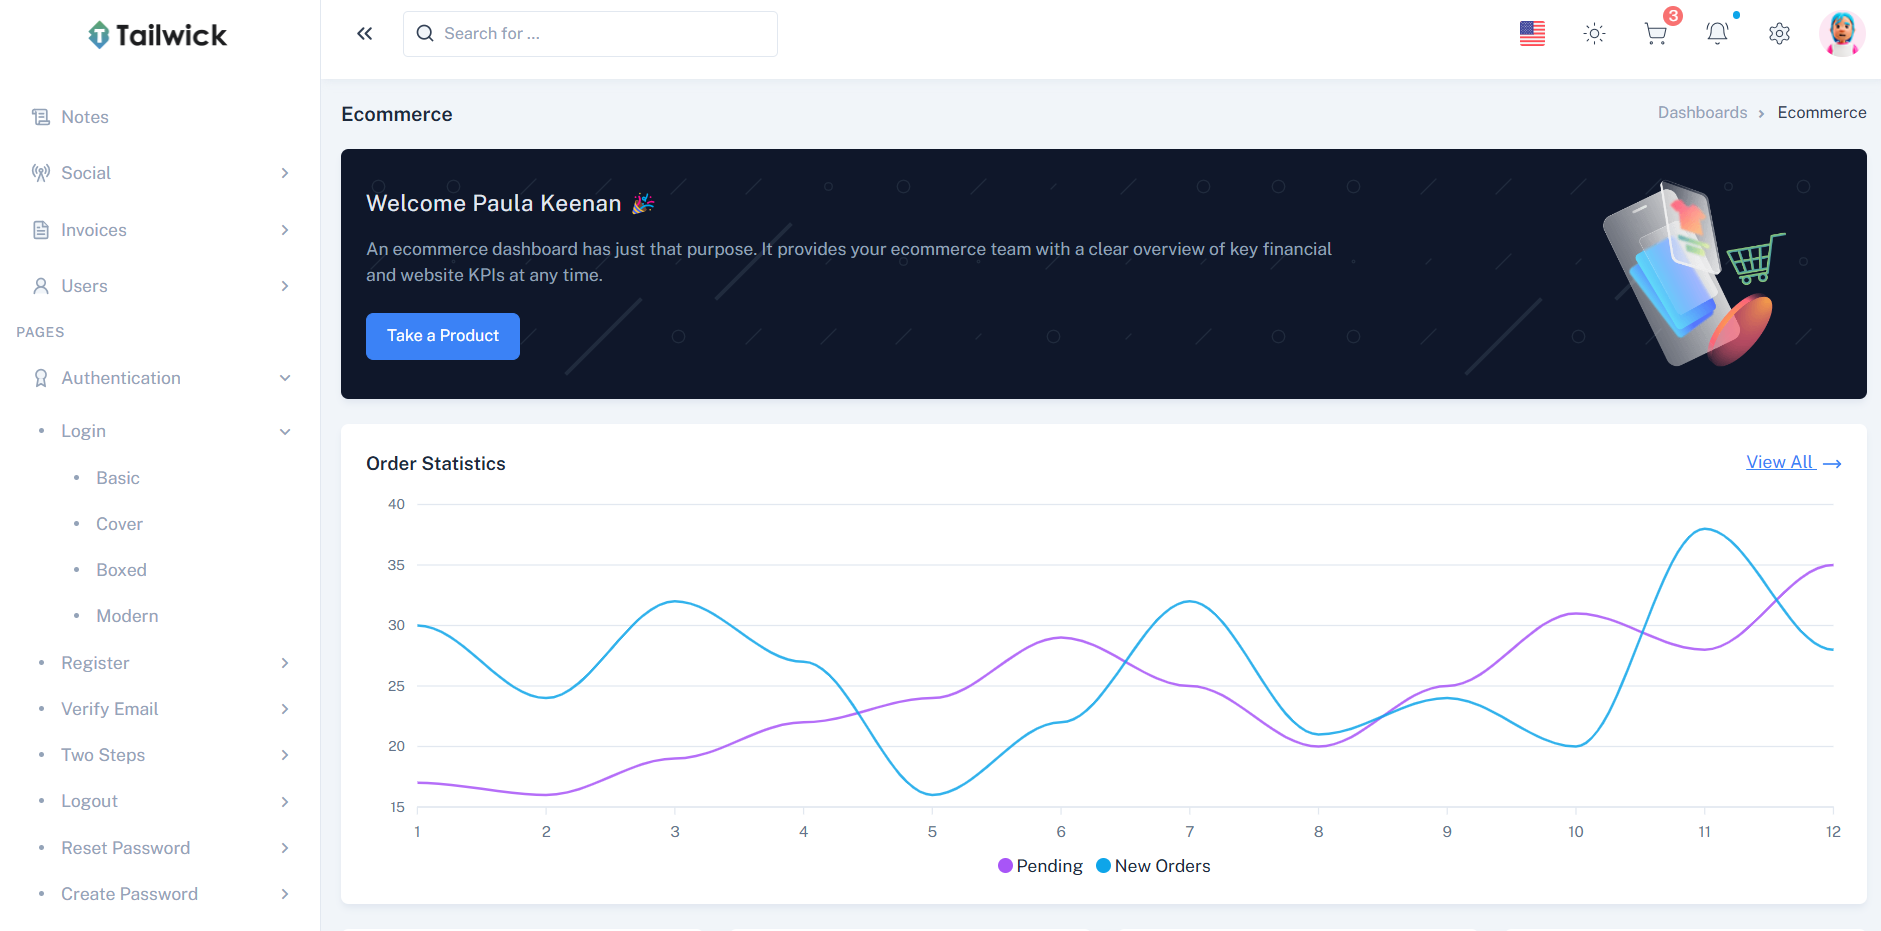 Tailwick
Search for ...
3
Notes
Social
Invoices
Users
PAGES
Authentication
Login
Basic
Cover
Boxed
Modern
Register
Verify Email
Two Steps
Logout
Reset Password
Create Password
Ecommerce
Dashboards
Ecommerce
Welcome Paula Keenan 🎉
An ecommerce dashboard has just that purpose. It provides your ecommerce team with a clear overview of key financial
and website KPIs at any time.
Take a Product
Order Statistics
View All
40
35
30
25
20
15
1 2 3 4 5 6 7 8 9 10 11 12
Pending New Orders